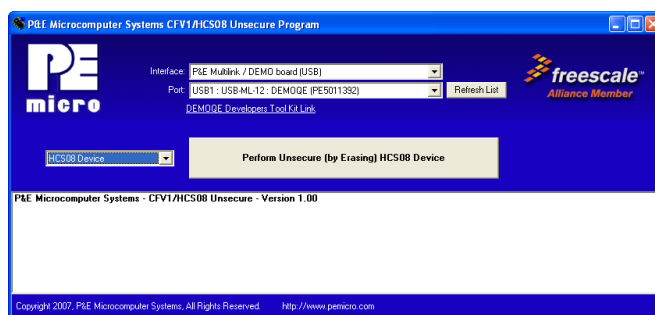 P&E Microcomputer Systems CFV1/HCS08 Unsecure Program
PE
micro
Interface: P&E Multilink / DEMO board (USB)
Port: USB1 : USB-ML-12 : DEMOQE (PE5011392) Refresh List
DEMOQE Developers Tool Kit Link
freescale™
Alliance Member
HCS08 Device Perform Unsecure (by Erasing) HCS08 Device
P&E Microcomputer Systems - CFV1/HCS08 Unsecure - Version 1.00
Copyright 2007, P&E Microcomputer Systems, All Rights Reserved. http://www.pemicro.com